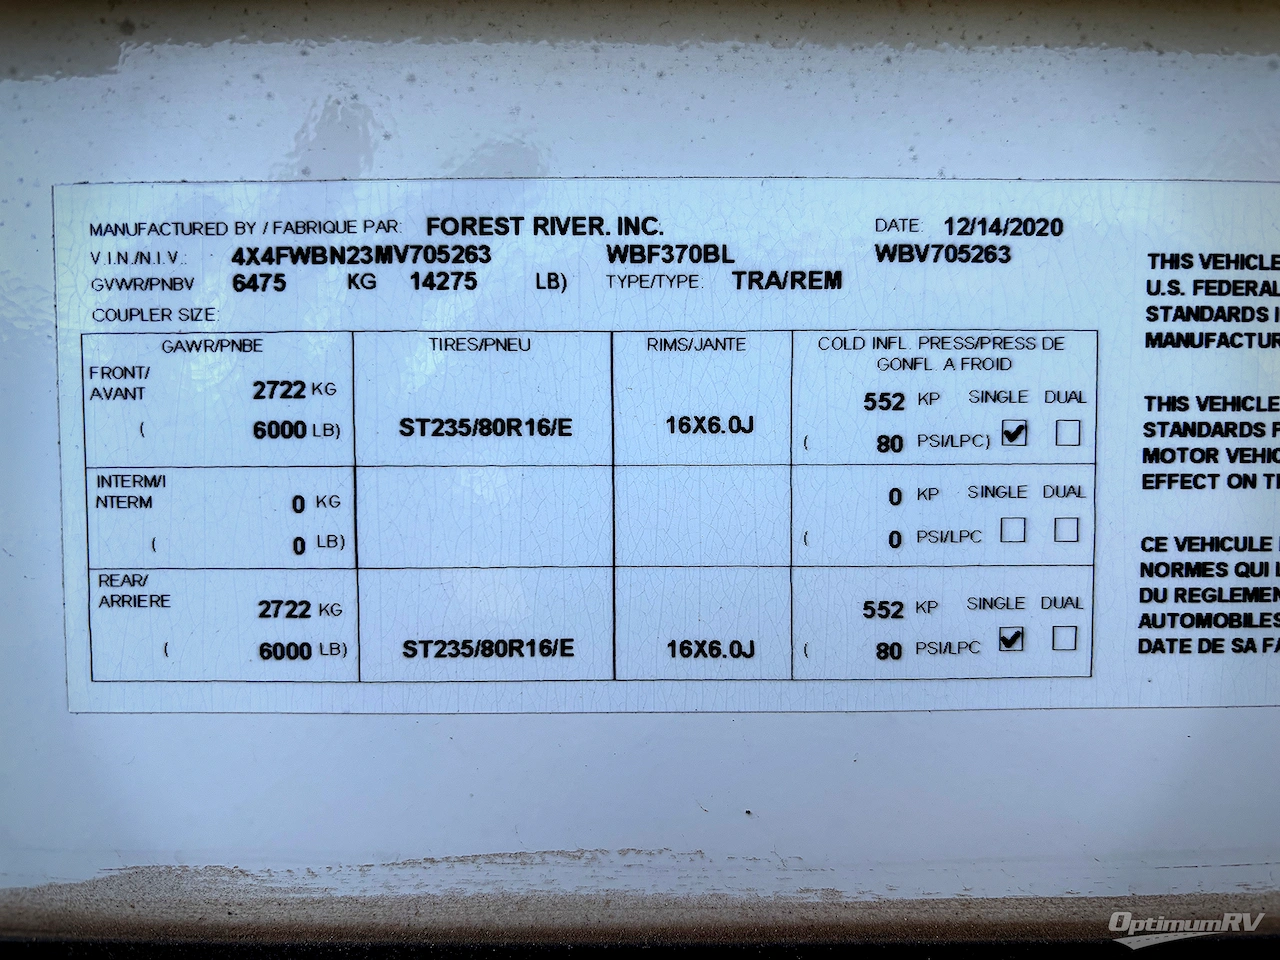 MANUFACTURED BY / FABRIQUE PAR: FOREST RIVER. INC. DATE: 12/14/2020
V.I.N./N.I.V.: 4X4FWBN23MV705263 WBF370BL WBV705263
GVWR/PNBV 6475 KG 14275 LB) TYPE/TYPE: TRA/REM
COUPLER SIZE:
GAWR/PNBE TIRES/PNEU RIMS/JANTE COLD INFL. PRESS/PRESS DE
GONFL. A FROID
FRONT/
AVANT 2722 KG 552 KP SINGLE DUAL
( 6000 LB) ST235/80R16/E 16X6.0J ( 80 PSI/LPC)
INTERM/I
NTERM 0 KG 0 KP SINGLE DUAL
( 0 LB) ( 0 PSI/LPC
REAR/
ARRIERE 2722 KG 552 KP SINGLE DUAL
( 6000 LB) ST235/80R16/E 16X6.0J ( 80 PSI/LPC
THIS VEHICLE
U.S. FEDERAL
STANDARDS I
MANUFACTUR
THIS VEHICLE
STANDARDS F
MOTOR VEHIC
EFFECT ON T
CE VEHICULE
NORMES QUI
DU REGLEMEN
AUTOMOBILES
DATE DE SA FA
OptimumRV